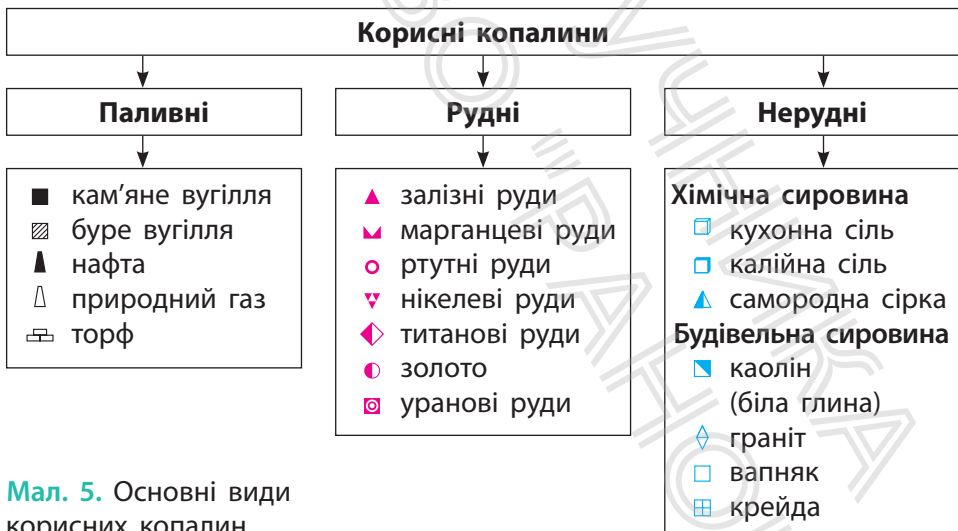 Корисні копалини
Паливні
Рудні
Нерудні
кам’яне вугілля
буре вугілля
нафта
природний газ
торф
залізні руди
марганцеві руди
ртутні руди
нікелеві руди
титанові руди
золото
уранові руди
Хімічна сировина
кухонна сіль
калійна сіль
самородна сірка
Будівельна сировина
каолін
(біла глина)
граніт
вапняк
крейда
Мал. 5. Основні види
корисних копалин